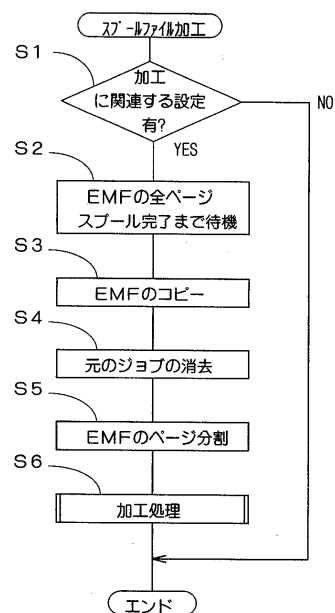 スプールファイル加工
S1
加工
に関連する設定
有?
NO
YES
S2
EMFの全ページ
スプール完了まで待機
S3
EMFのコピー
S4
元のジョブの消去
S5
EMFのページ分割
S6
加工処理
エンド